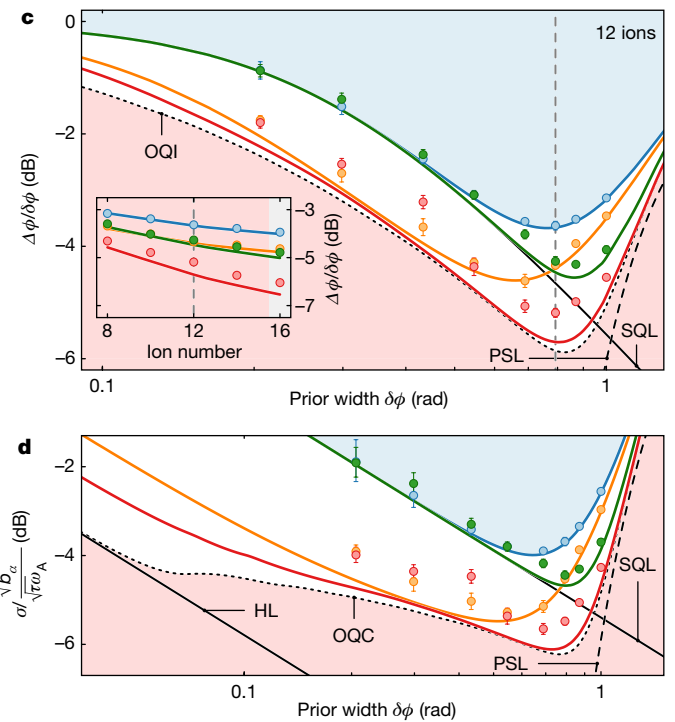 c
0
−2
−4
−6
Δϕ/δϕ (dB)
12 ions
OQI
PSL
SQL
−3
−5
−7
Δϕ/δϕ (dB)
8
12
16
Ion number
0.1
1
Prior width δϕ (rad)
d
−2
−4
−6
σ/ √b_α/√τω_A (dB)
HL
OQC
PSL
SQL
0.1
1
Prior width δϕ (rad)